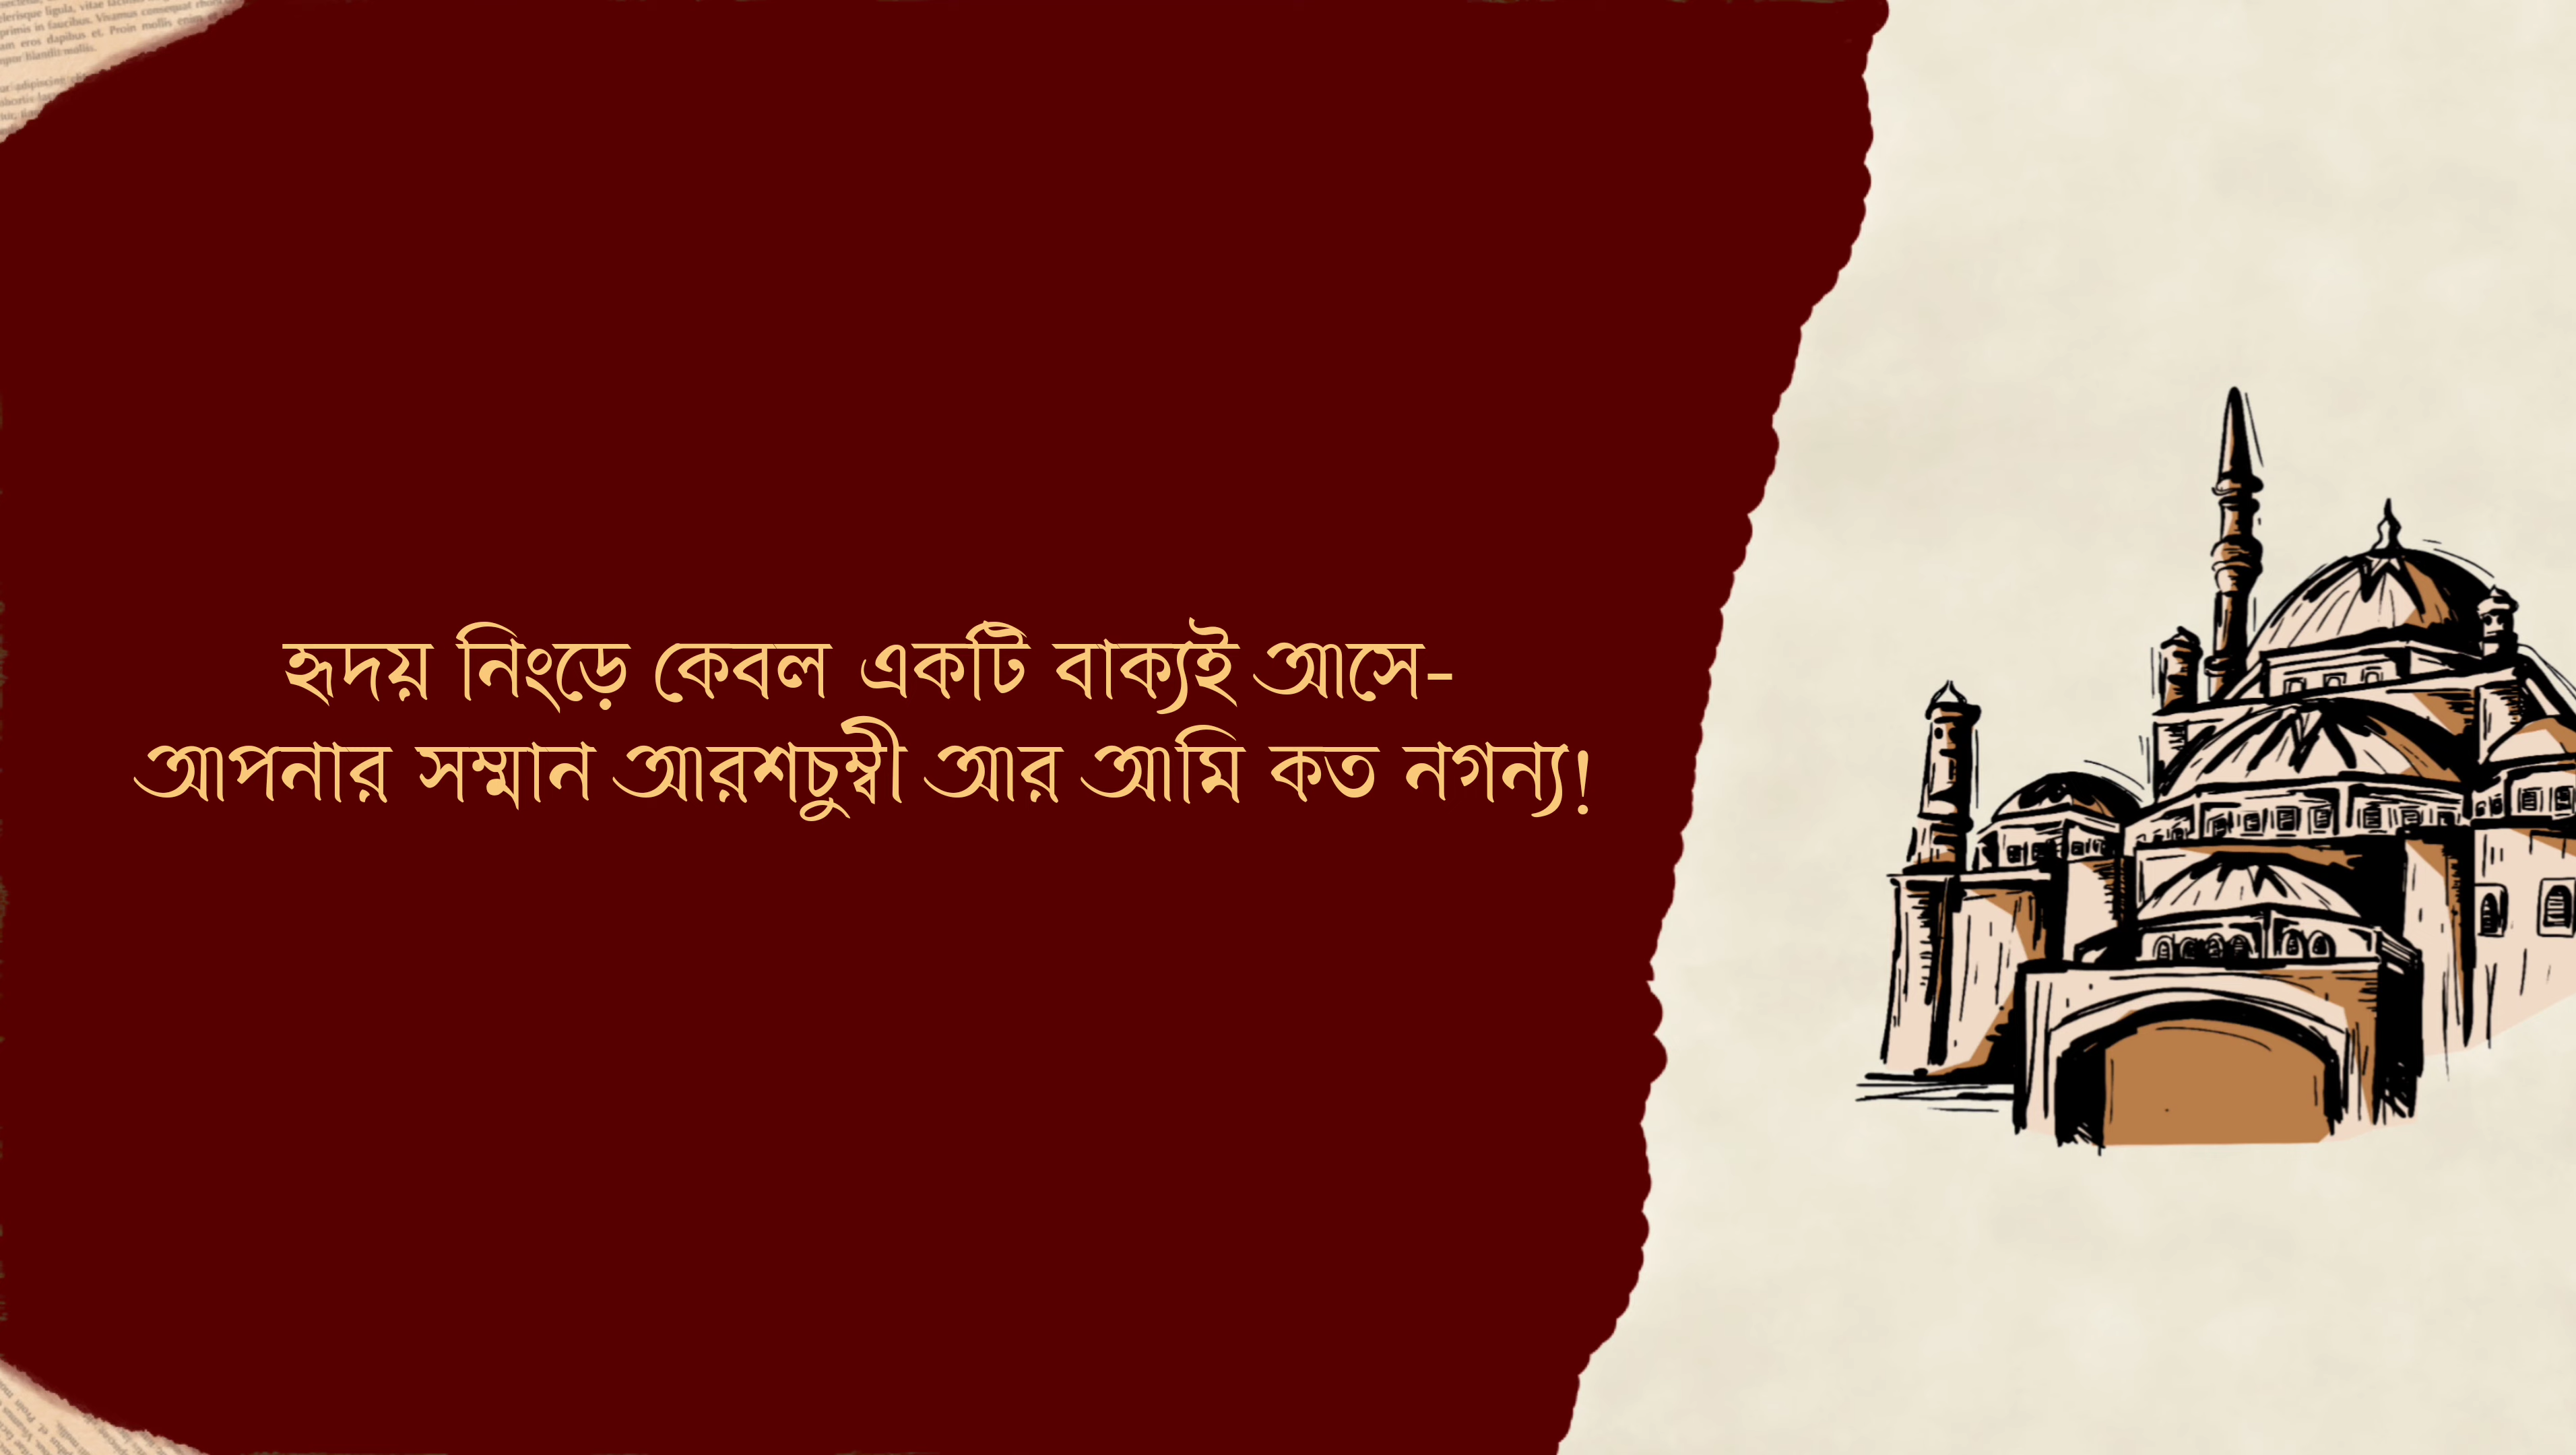 হৃদয় নিংড়ে কেবল একটি বাক্যই আসে-
আপনার সম্মান আরশচুম্বী আর আমি কত নগন্য!